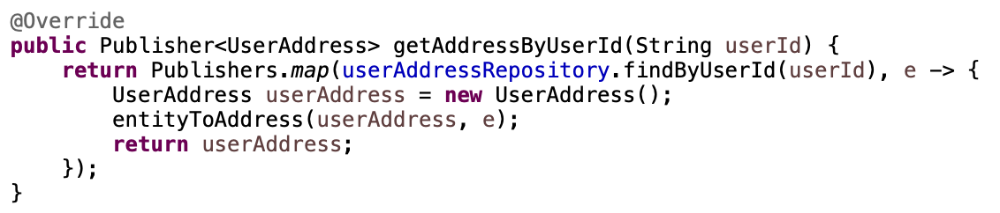 @Override
public Publisher<UserAddress> getAddressByUserId(String userId) {
    return Publishers.map(userAddressRepository.findByUserId(userId), e -> {
        UserAddress userAddress = new UserAddress();
        entityToAddress(userAddress, e);
        return userAddress;
    });
}